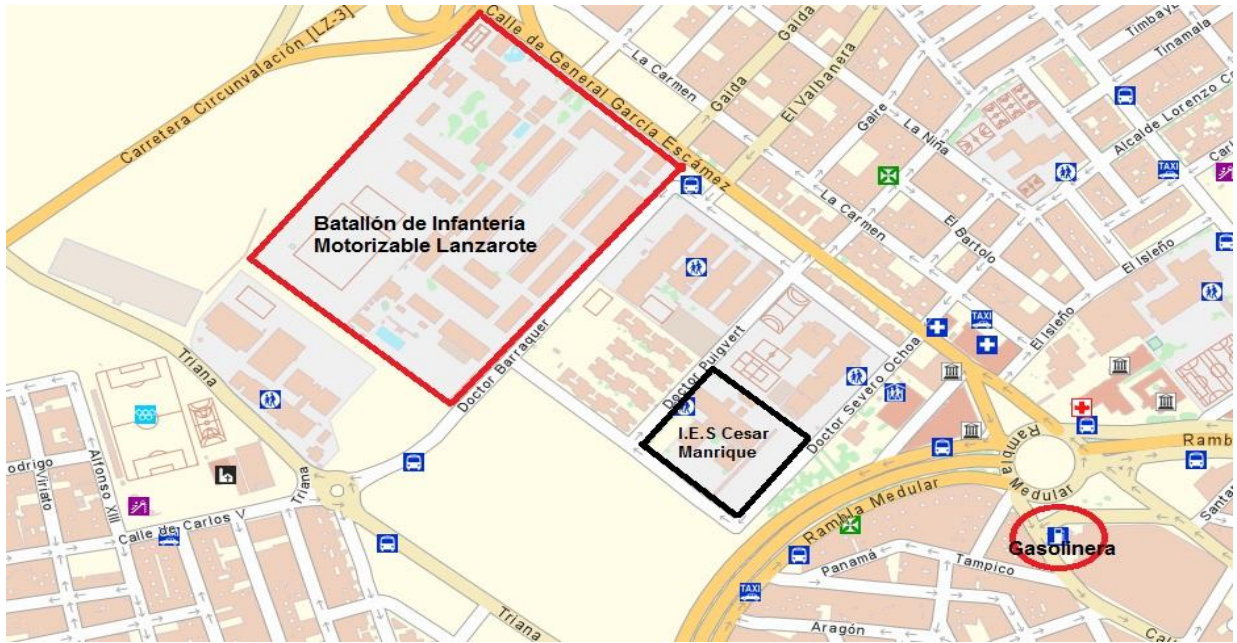 Carretera Circunvalación [LZ-3]
Calle de General García Escámez
La Carmen
Gaida
Gaida
El Valbanera
Timbayba
Tinamala
Alcalde Lorenzo
Gaire
La Niña
TAXI
La Carmen
El Bartolo
El Isleño
Batallón de Infantería
Motorizable Lanzarote
Doctor Barraquer
Doctor Puigvert
Doctor Severo Ochoa
TAXI
El Isleño
Triana
I.E.S Cesar
Manrique
Rambla Medular
Ramb
Rodrigo
Viriato
Alfonso XIII
Triana
Calle de Carlos V
Rambla Medular
Santa
Gasolinera
Panamá
Tampico
TAXI
Triana
Aragón